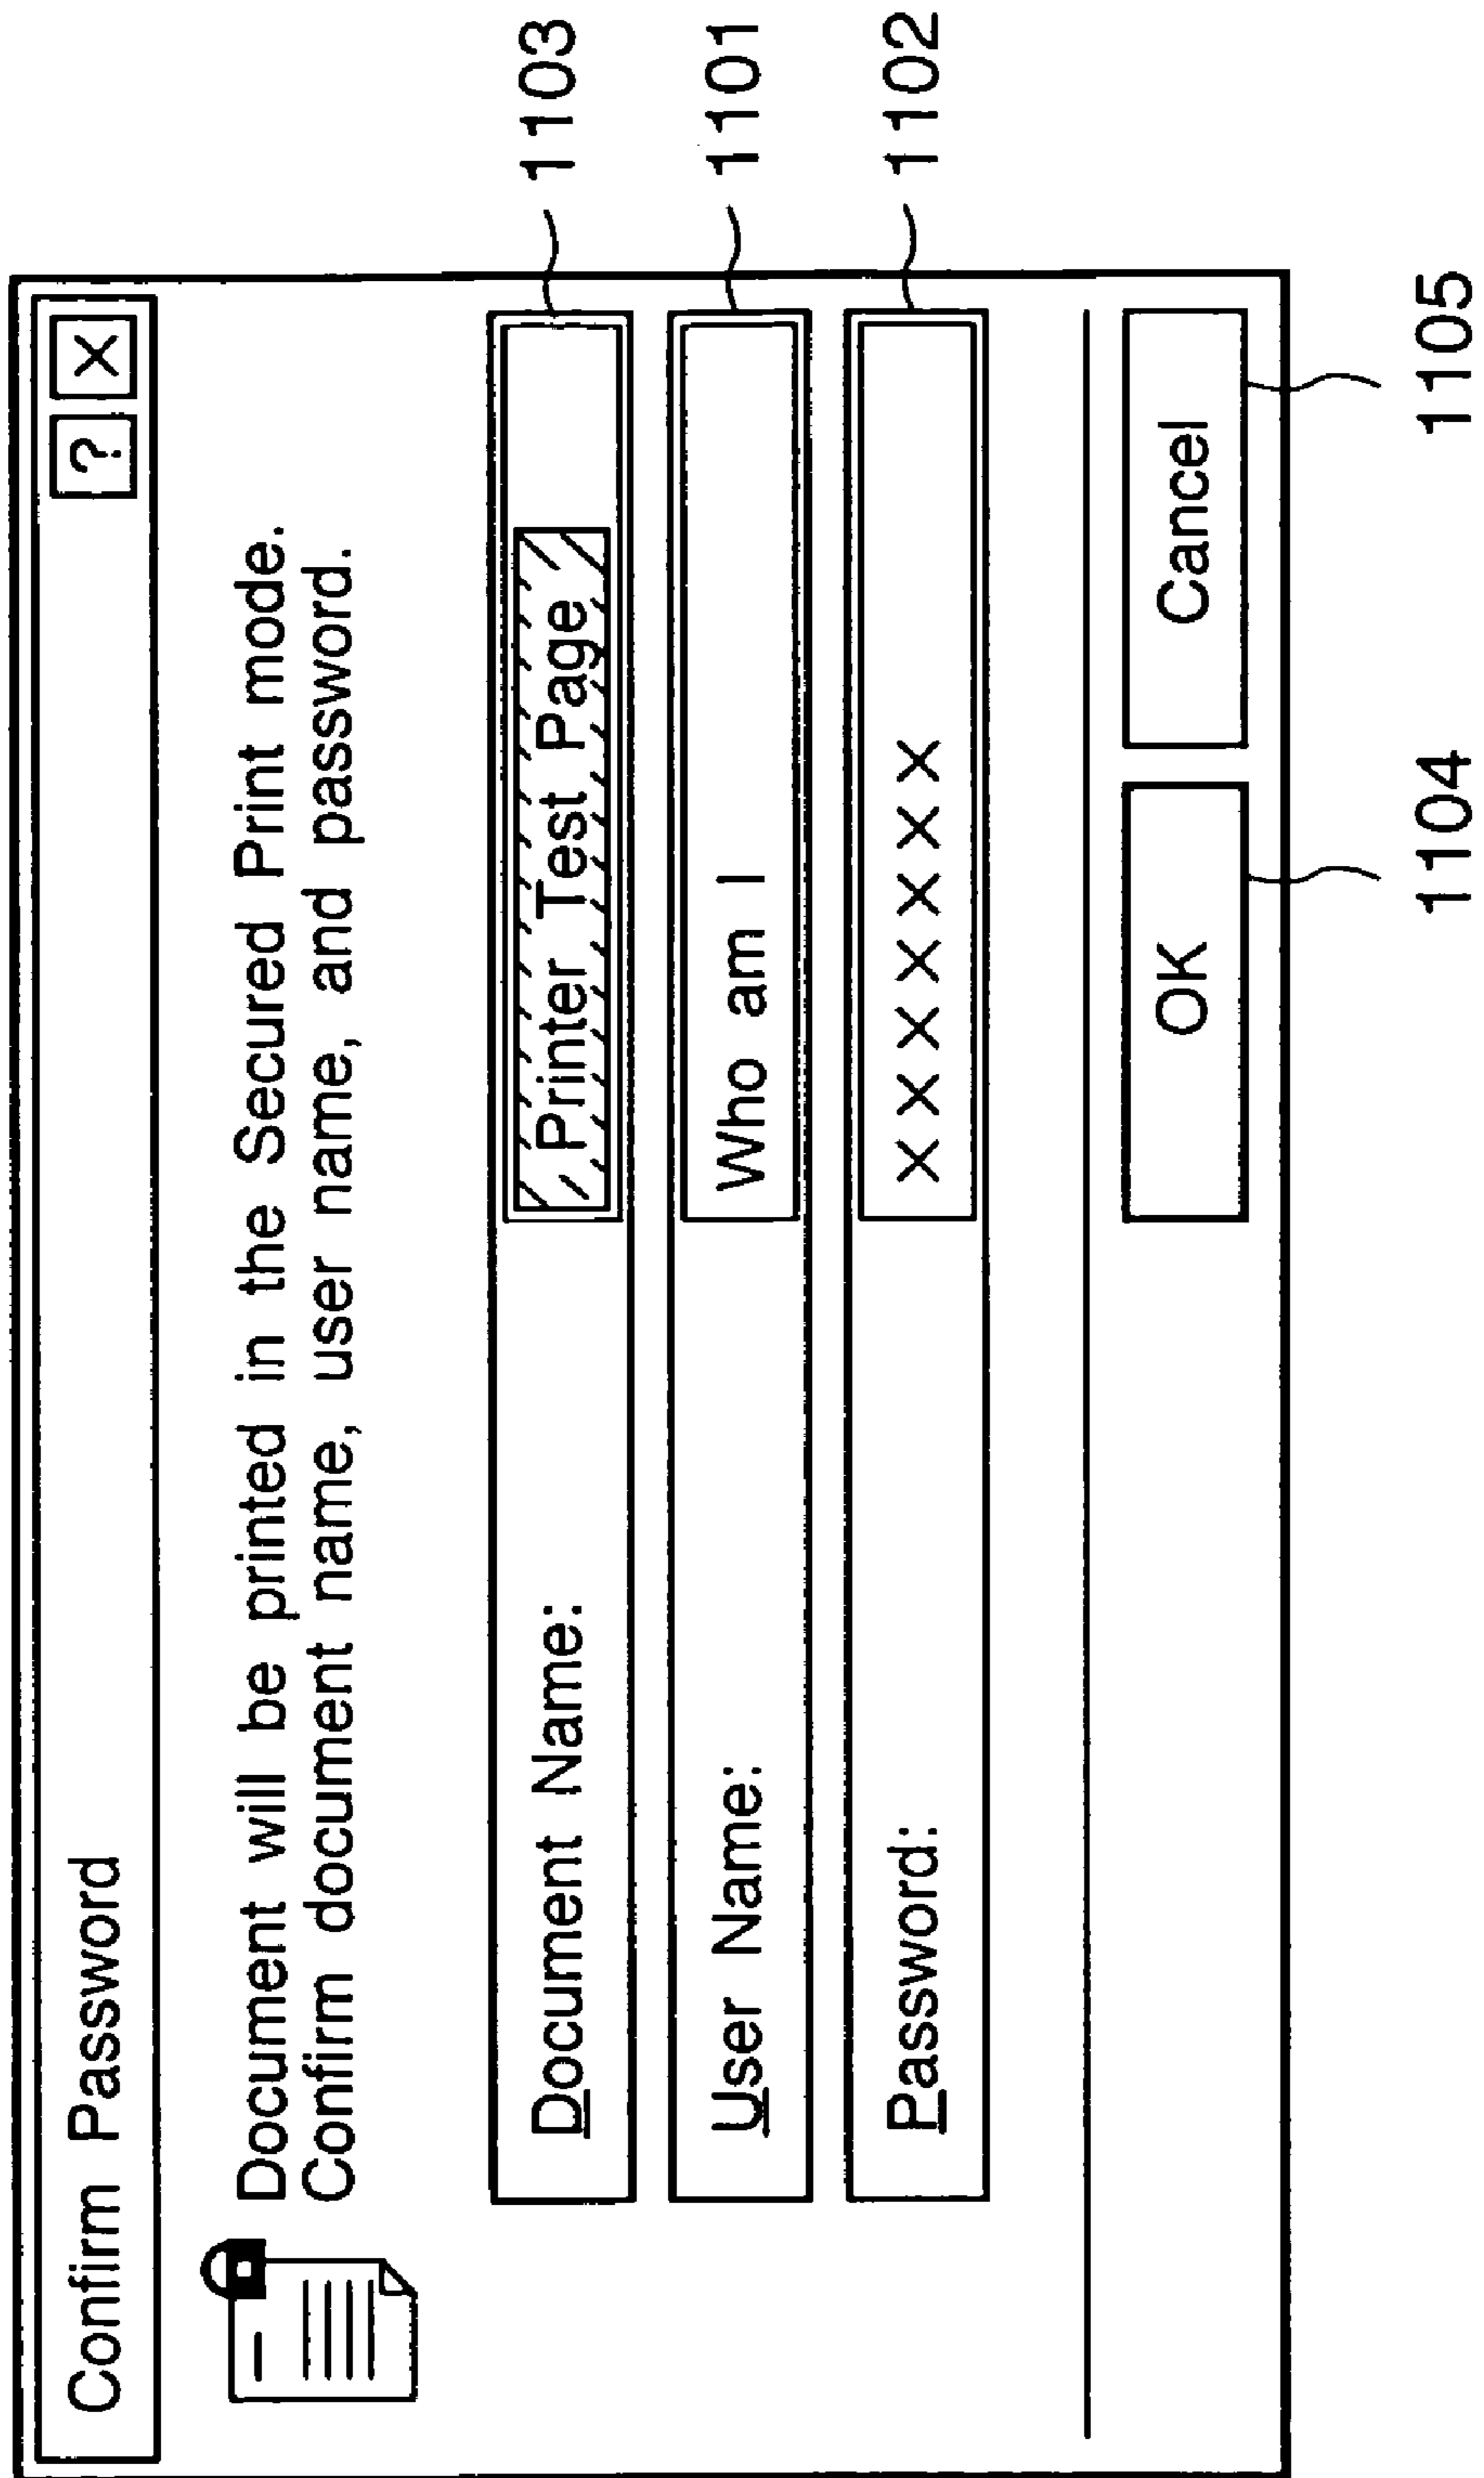 Confirm Password ? X
Document will be printed in the Secured Print mode.
Confirm document name, user name, and password.
Document Name: Printer Test Page 1103
User Name: Who am I 1101
Password: xxxxxxx 1102
OK Cancel
1104 1105